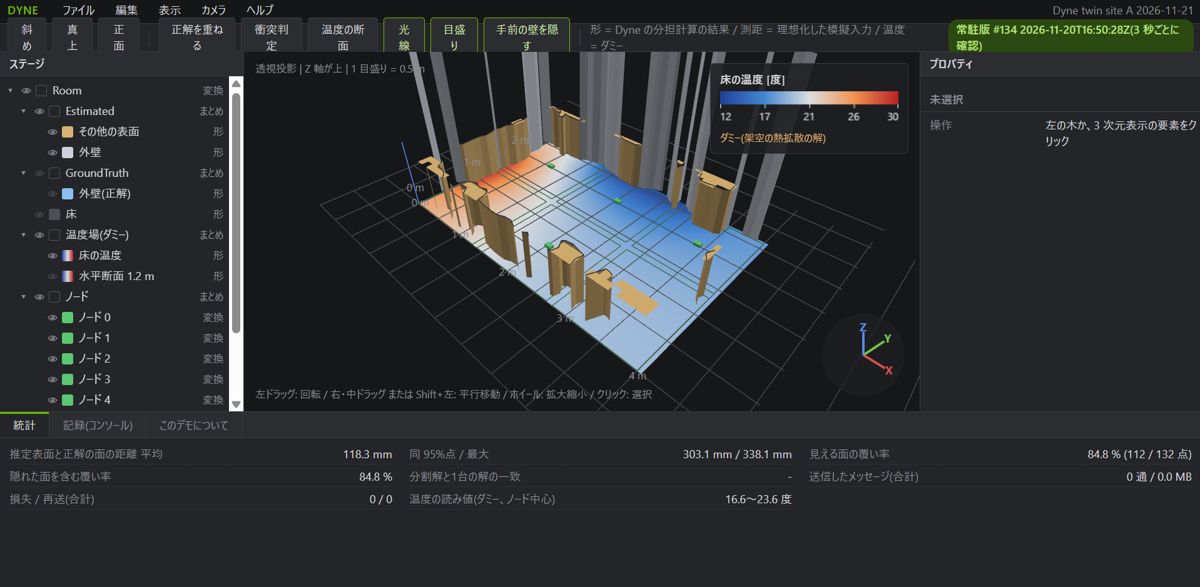 DYNE ファイル 編集 表示 カメラ ヘルプ Dyne twin site A 2026-11-21
斜め
真上
正面
正解を重ねる
衝突判定
温度の断面
光線
目盛り
手前の壁を隠す
形 = Dyne の分担計算の結果 / 測距 = 理想化した模擬入力 / 温度
= ダミー
常駐版 #134 2026-11-20T16:50:28Z(3 秒ごとに
確認)
ステージ
Room 変換
Estimated まとめ
その他の表面 形
外壁 形
GroundTruth まとめ
外壁(正解) 形
床 形
温度場(ダミー) まとめ
床の温度 形
水平断面 1.2 m 形
ノード まとめ
ノード 0 変換
ノード 1 変換
ノード 2 変換
ノード 3 変換
ノード 4 変換
透視投影 | Z 軸が上 | 1 目盛り = 0.5 m
床の温度 [度]
12 17 21 26 30
ダミー(架空の熱拡散の解)
2 m
1 m
0 m
0 m
1 m
2 m
3 m
4 m
Z
Y
X
左ドラッグ: 回転 / 右・中ドラッグ または Shift+左: 平行移動 / ホイール: 拡大縮小 / クリック: 選択
プロパティ
未選択
操作 左の木か、3 次元表示の要素をク
リック
統計 記録(コンソール) このデモについて
推定表面と正解の面の距離 平均 118.3 mm 同 95%点 / 最大 303.1 mm / 338.1 mm 見える面の覆い率 84.8 % (112 / 132 点)
隠れた面を含む覆い率 84.8 % 分割解と1台の解の一致 - 送信したメッセージ(合計) 0 通 / 0.0 MB
損失 / 再送(合計) 0 / 0 温度の読み値(ダミー、ノード中心) 16.6〜23.6 度